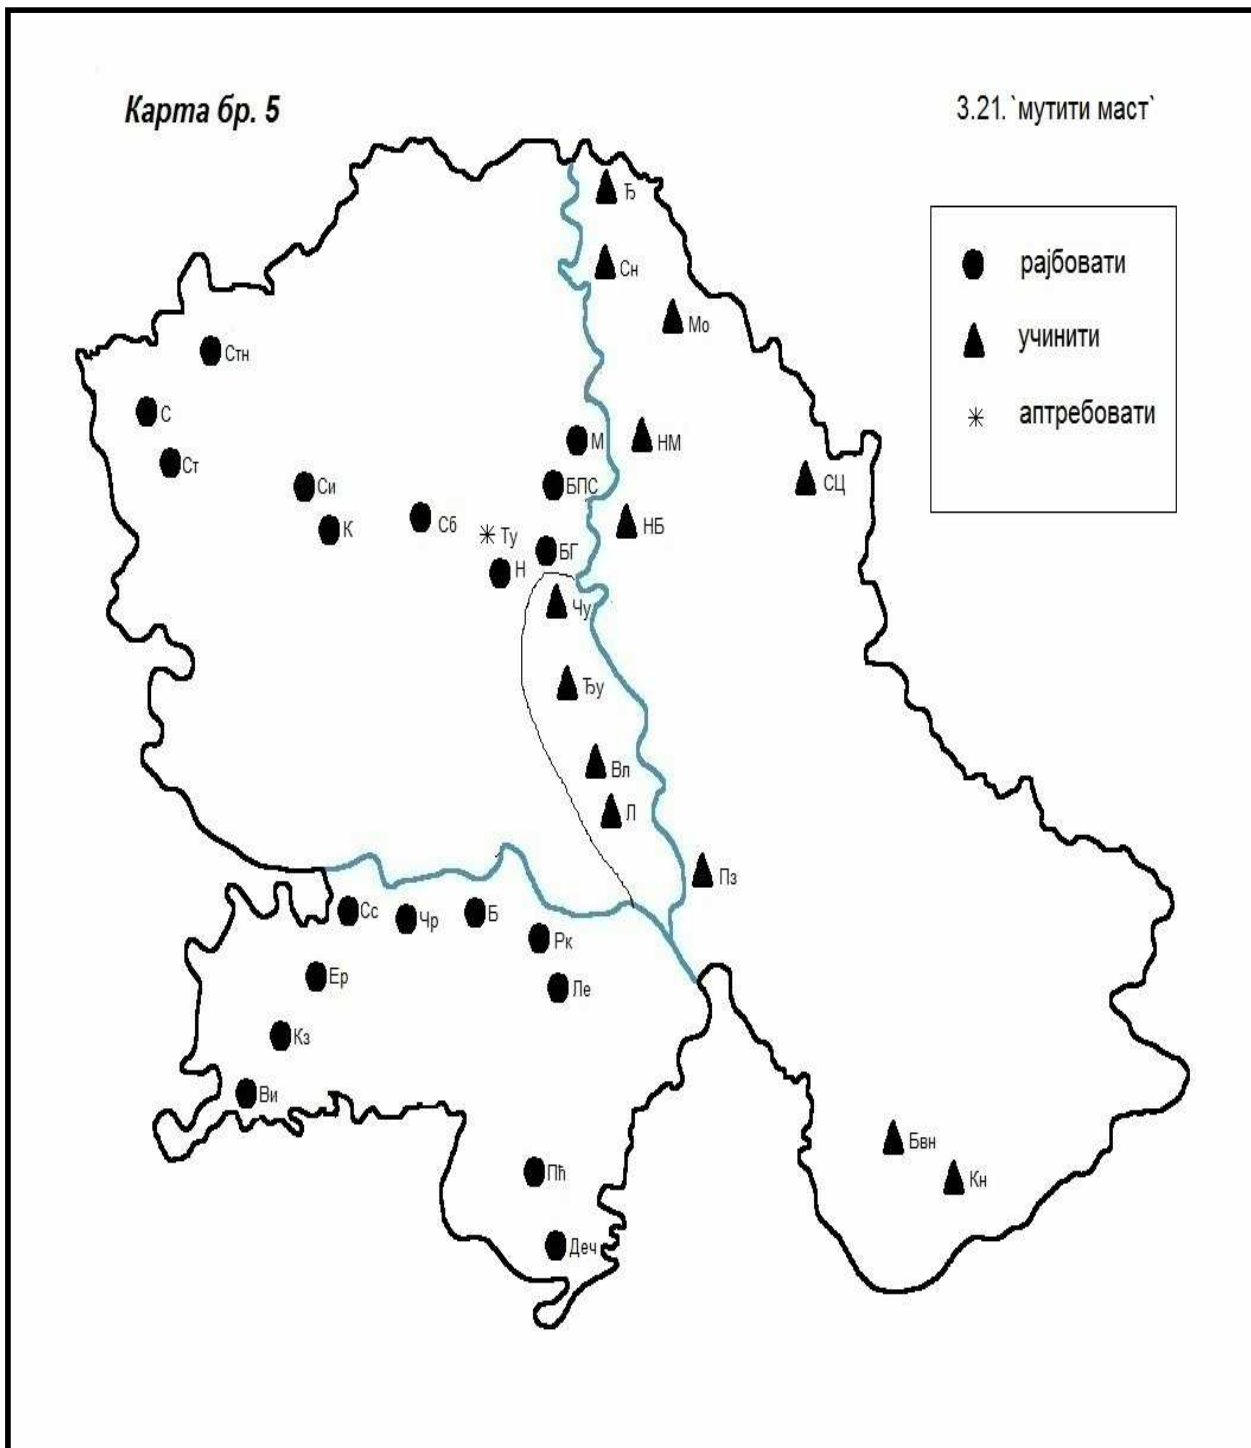 Карта бр. 5
3.21. `мутити маст`
рајбовати
учинити
аптребовати
Ђ
Сн
Мо
Стн
С
М
НМ
Ст
Си
БПС
СЦ
К
Сб
Ту
НБ
БГ
Н
Чу
Ђу
Вл
Л
Пз
Сс
Чр
Б
Рк
Ер
Ле
Кз
Ви
Бвн
Пћ
Кн
Деч